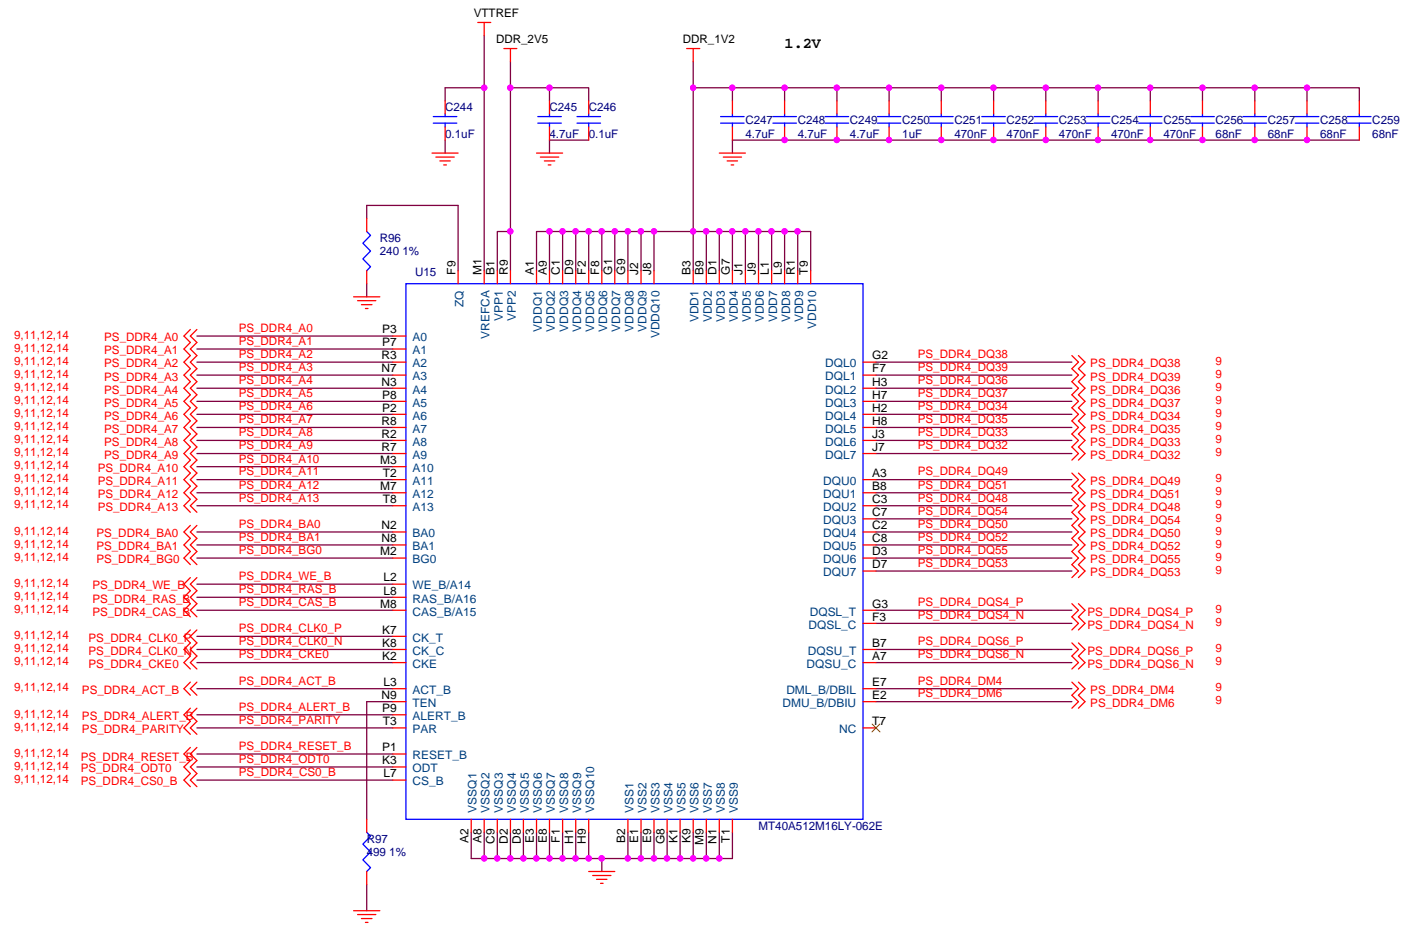 VTTREF
DDR_2V5
DDR_1V2
1.2V
C244
0.1uF
C245
4.7uF
C246
0.1uF
C247
4.7uF
C248
4.7uF
C249
4.7uF
C250
1uF
C251
470nF
C252
470nF
C253
470nF
C254
470nF
C255
470nF
C256
68nF
C257
68nF
C258
68nF
C259
68nF
R96
240 1%
U15
F9 M1 B1 R9 A1 A9 C1 D9 F2 F8 G1 G9 J2 J8 B3 B9 D1 G7 J1 J9 L1 L9 R1 T9
ZQ VREFCA VPP1 VPP2 VDDQ1 VDDQ2 VDDQ3 VDDQ4 VDDQ5 VDDQ6 VDDQ7 VDDQ8 VDDQ9 VDDQ10 VDD1 VDD2 VDD3 VDD4 VDD5 VDD6 VDD7 VDD8 VDD9 VDD10
9,11,12,14 PS_DDR4_A0 PS_DDR4_A0 P3 A0
9,11,12,14 PS_DDR4_A1 PS_DDR4_A1 P7 A1
9,11,12,14 PS_DDR4_A2 PS_DDR4_A2 R3 A2
9,11,12,14 PS_DDR4_A3 PS_DDR4_A3 N7 A3
9,11,12,14 PS_DDR4_A4 PS_DDR4_A4 N3 A4
9,11,12,14 PS_DDR4_A5 PS_DDR4_A5 P8 A5
9,11,12,14 PS_DDR4_A6 PS_DDR4_A6 P2 A6
9,11,12,14 PS_DDR4_A7 PS_DDR4_A7 R8 A7
9,11,12,14 PS_DDR4_A8 PS_DDR4_A8 R2 A8
9,11,12,14 PS_DDR4_A9 PS_DDR4_A9 R7 A9
9,11,12,14 PS_DDR4_A10 PS_DDR4_A10 M3 A10
9,11,12,14 PS_DDR4_A11 PS_DDR4_A11 T2 A11
9,11,12,14 PS_DDR4_A12 PS_DDR4_A12 M7 A12
9,11,12,14 PS_DDR4_A13 PS_DDR4_A13 T8 A13
9,11,12,14 PS_DDR4_BA0 PS_DDR4_BA0 N2 BA0
9,11,12,14 PS_DDR4_BA1 PS_DDR4_BA1 N8 BA1
9,11,12,14 PS_DDR4_BG0 PS_DDR4_BG0 M2 BG0
9,11,12,14 PS_DDR4_WE_B PS_DDR4_WE_B L2 WE_B/A14
9,11,12,14 PS_DDR4_RAS_B PS_DDR4_RAS_B L8 RAS_B/A16
9,11,12,14 PS_DDR4_CAS_B PS_DDR4_CAS_B M8 CAS_B/A15
9,11,12,14 PS_DDR4_CLK0_P PS_DDR4_CLK0_P K7 CK_T
9,11,12,14 PS_DDR4_CLK0_N PS_DDR4_CLK0_N K8 CK_C
9,11,12,14 PS_DDR4_CKE0 PS_DDR4_CKE0 K2 CKE
9,11,12,14 PS_DDR4_ACT_B PS_DDR4_ACT_B L3 ACT_B
N9 TEN
9,11,12,14 PS_DDR4_ALERT_B PS_DDR4_ALERT_B P9 ALERT_B
9,11,12,14 PS_DDR4_PARITY PS_DDR4_PARITY T3 PAR
9,11,12,14 PS_DDR4_RESET_B PS_DDR4_RESET_B P1 RESET_B
9,11,12,14 PS_DDR4_ODT0 PS_DDR4_ODT0 K3 ODT
9,11,12,14 PS_DDR4_CS0_B PS_DDR4_CS0_B L7 CS_B
DQL0 G2 PS_DDR4_DQ38 PS_DDR4_DQ38 9
DQL1 F7 PS_DDR4_DQ39 PS_DDR4_DQ39 9
DQL2 H3 PS_DDR4_DQ36 PS_DDR4_DQ36 9
DQL3 H7 PS_DDR4_DQ37 PS_DDR4_DQ37 9
DQL4 H2 PS_DDR4_DQ34 PS_DDR4_DQ34 9
DQL5 H8 PS_DDR4_DQ35 PS_DDR4_DQ35 9
DQL6 J3 PS_DDR4_DQ33 PS_DDR4_DQ33 9
DQL7 J7 PS_DDR4_DQ32 PS_DDR4_DQ32 9
DQU0 A3 PS_DDR4_DQ49 PS_DDR4_DQ49 9
DQU1 B8 PS_DDR4_DQ51 PS_DDR4_DQ51 9
DQU2 C3 PS_DDR4_DQ48 PS_DDR4_DQ48 9
DQU3 C7 PS_DDR4_DQ54 PS_DDR4_DQ54 9
DQU4 C2 PS_DDR4_DQ50 PS_DDR4_DQ50 9
DQU5 C8 PS_DDR4_DQ52 PS_DDR4_DQ52 9
DQU6 D3 PS_DDR4_DQ55 PS_DDR4_DQ55 9
DQU7 D7 PS_DDR4_DQ53 PS_DDR4_DQ53 9
DQSL_T G3 PS_DDR4_DQS4_P PS_DDR4_DQS4_P 9
DQSL_C F3 PS_DDR4_DQS4_N PS_DDR4_DQS4_N 9
DQSU_T B7 PS_DDR4_DQS6_P PS_DDR4_DQS6_P 9
DQSU_C A7 PS_DDR4_DQS6_N PS_DDR4_DQS6_N 9
DML_B/DBIL E7 PS_DDR4_DM4 PS_DDR4_DM4 9
DMU_B/DBIU E2 PS_DDR4_DM6 PS_DDR4_DM6 9
NC T7
VSSQ1 VSSQ2 VSSQ3 VSSQ4 VSSQ5 VSSQ6 VSSQ7 VSSQ8 VSSQ9 VSSQ10 VSS1 VSS2 VSS3 VSS4 VSS5 VSS6 VSS7 VSS8 VSS9
A2 A8 C9 D2 D8 E3 E8 F1 H1 H9 B2 E1 E9 G8 K1 K9 M9 N1 T1
MT40A512M16LY-062E
R97
499 1%